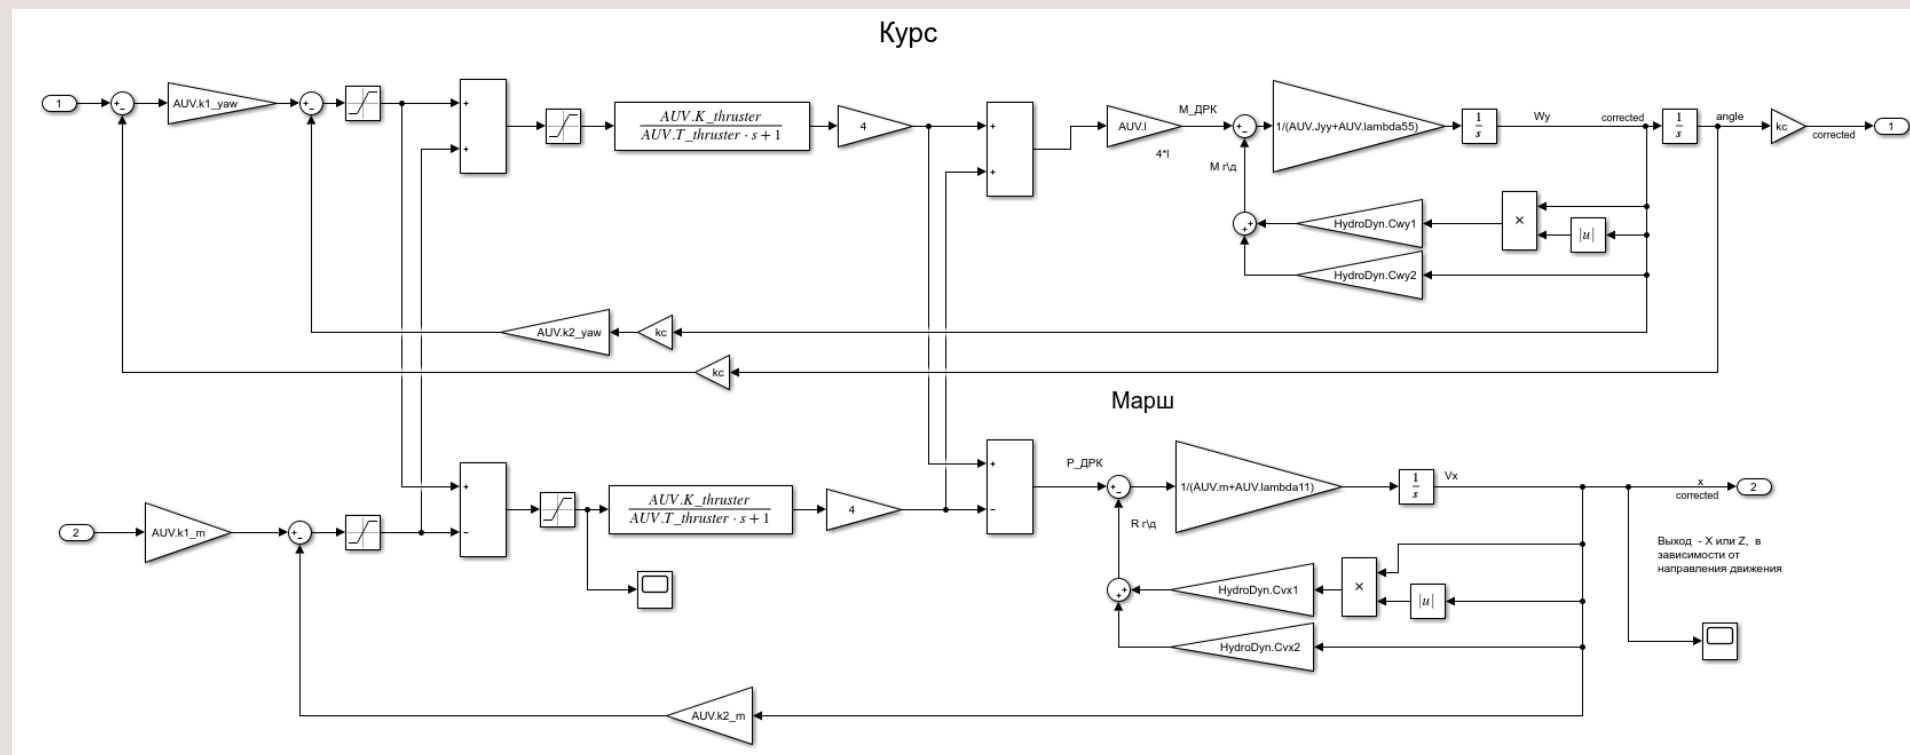 Курс
1
+
-
AUV.k1_yaw
+
-
+
+
AUV.K_thruster
AUV.T_thruster · s + 1
4
+
+
AUV.l
4*l
М_ДРК
+
-
1/(AUV.Jyy+AUV.lambda55)
1
s
Wy
corrected
1
s
angle
kc
corrected
1
М г\д
+
+
HydroDyn.Cwy1
×
|u|
HydroDyn.Cwy2
AUV.k2_yaw
kc
kc
Марш
2
AUV.k1_m
+
-
+
-
AUV.K_thruster
AUV.T_thruster · s + 1
4
+
-
Р_ДРК
+
-
1/(AUV.m+AUV.lambda11)
1
s
Vx
x
corrected
2
R г\д
+
+
HydroDyn.Cvx1
×
|u|
HydroDyn.Cvx2
Выход - X или Z, в
зависимости от
направления движения
AUV.k2_m